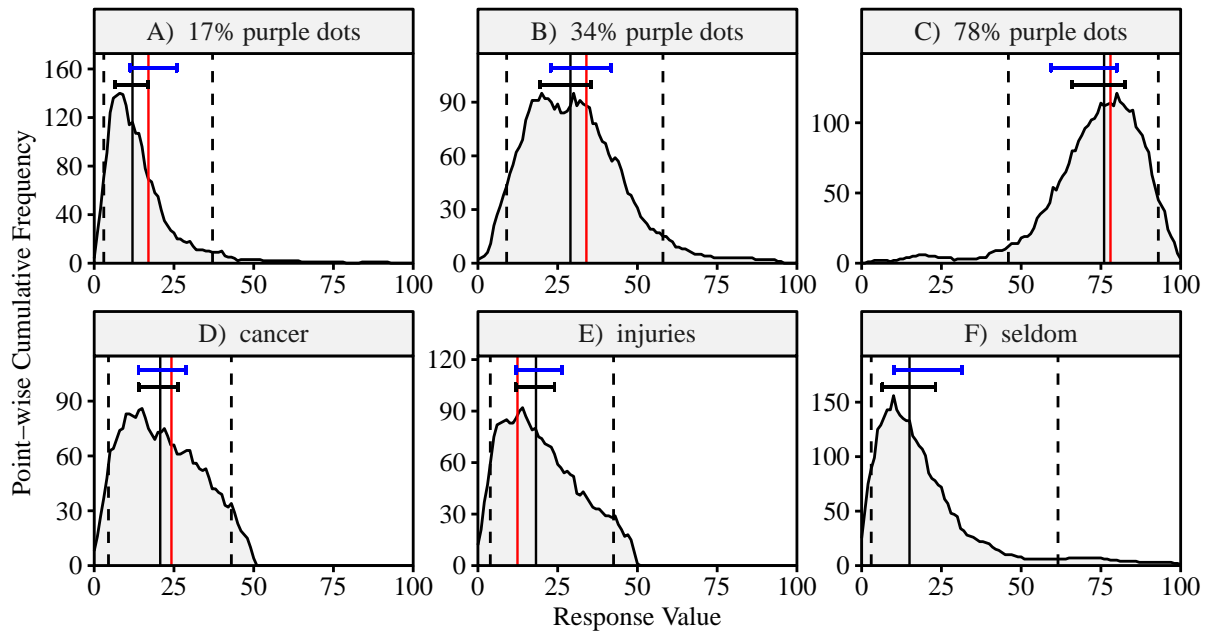 A) 17% purple dots
B) 34% purple dots
C) 78% purple dots
160
120
80
40
0
90
60
30
0
100
50
0
0 25 50 75 100
0 25 50 75 100
0 25 50 75 100
D) cancer
E) injuries
F) seldom
90
60
30
0
120
90
60
30
0
150
100
50
0
0 25 50 75 100
0 25 50 75 100
0 25 50 75 100
Point−wise Cumulative Frequency
Response Value